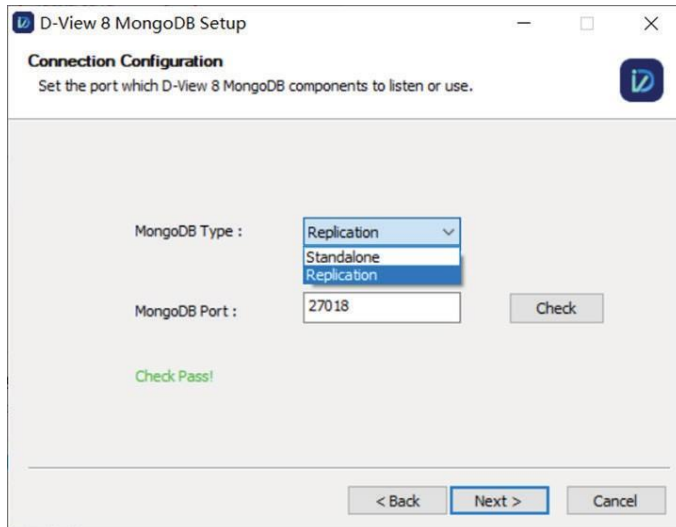 D-View 8 MongoDB Setup
Connection Configuration
Set the port which D-View 8 MongoDB components to listen or use.
MongoDB Type :
Replication
Standalone
Replication
MongoDB Port :
27018
Check
Check Pass!
< Back
Next >
Cancel